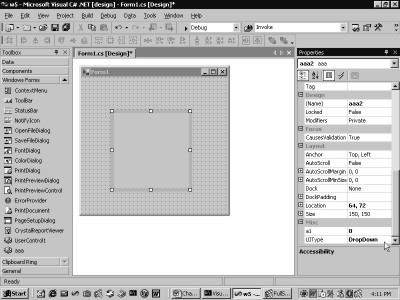 w5 - Microsoft Visual C# .NET [design] - Form1.cs [Design]*
File Edit View Project Build Debug Data Tools Window Help
Debug
Invoke
Toolbox
Form1.cs [Design]*
Properties
aaa2 aaa
Data
Components
Windows Forms
ContextMenu
ToolBar
StatusBar
NotifyIcon
OpenFileDialog
SaveFileDialog
FontDialog
ColorDialog
PrintDialog
PrintPreviewDialog
PrintPreviewControl
ErrorProvider
PrintDocument
PageSetupDialog
CrystalReportViewer
UserControl1
aaa
Clipboard Ring
General
Form1
Tag
Design
(Name) aaa2
Locked False
Modifiers Private
Focus
CausesValidation True
Layout
Anchor Top, Left
AutoScroll False
AutoScrollMargin 0, 0
AutoScrollMinSize 0, 0
Dock None
DockPadding
Location 64, 72
Size 150, 150
Misc
a1 0
UIType DropDown
Accessibility
Start
w5 -
4:11 PM